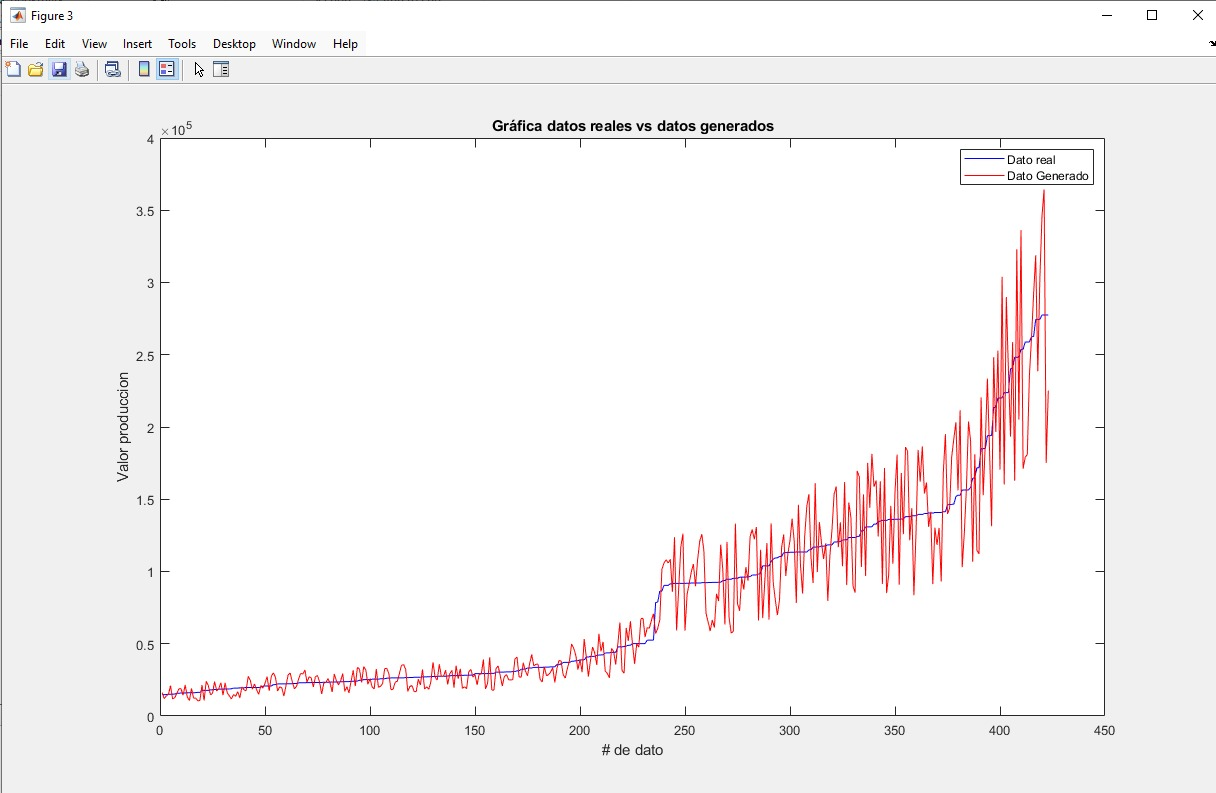 Figure 3
File Edit View Insert Tools Desktop Window Help
Gráfica datos reales vs datos generados
×10^5
4
3.5
3
2.5
2
1.5
1
0.5
0
Valor produccion
Dato real
Dato Generado
0 50 100 150 200 250 300 350 400 450
# de dato